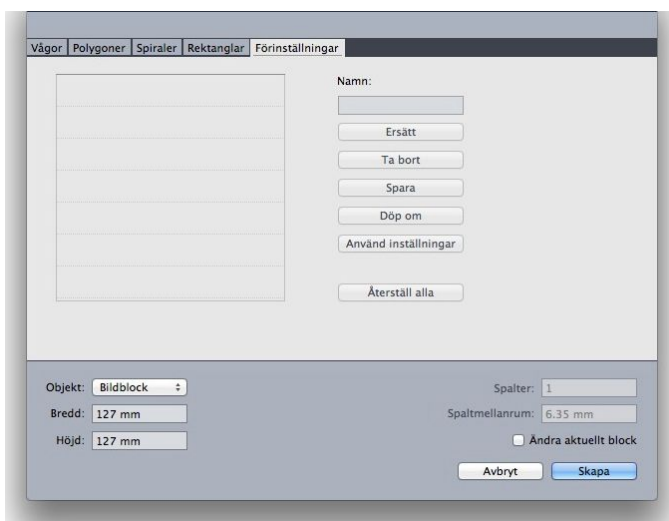 Vågor Polygoner Spiraler Rektanglar Förinställningar
Namn:
Ersätt
Ta bort
Spara
Döp om
Använd inställningar
Återställ alla
Objekt: Bildblock
Bredd: 127 mm
Höjd: 127 mm
Spalter: 1
Spaltmellanrum: 6.35 mm
Ändra aktuellt block
Avbryt Skapa